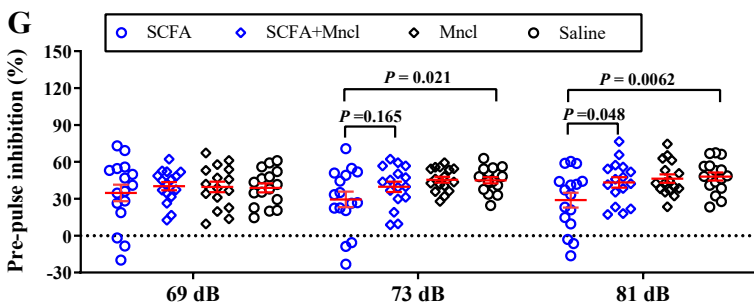 G
SCFA SCFA+Mncl Mncl Saline
Pre-pulse inhibition (%)
150
120
90
60
30
0
-30
P = 0.021
P =0.165
P = 0.0062
P =0.048
69 dB 73 dB 81 dB